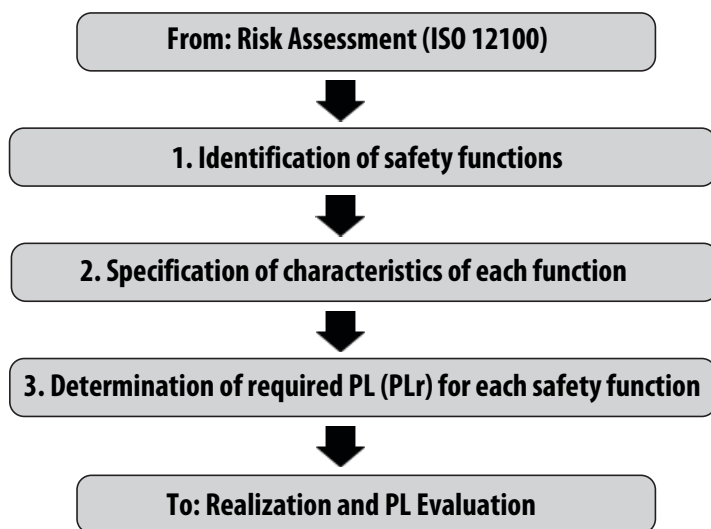 From: Risk Assessment (ISO 12100)
1. Identification of safety functions
2. Specification of characteristics of each function
3. Determination of required PL (PLr) for each safety function
To: Realization and PL Evaluation